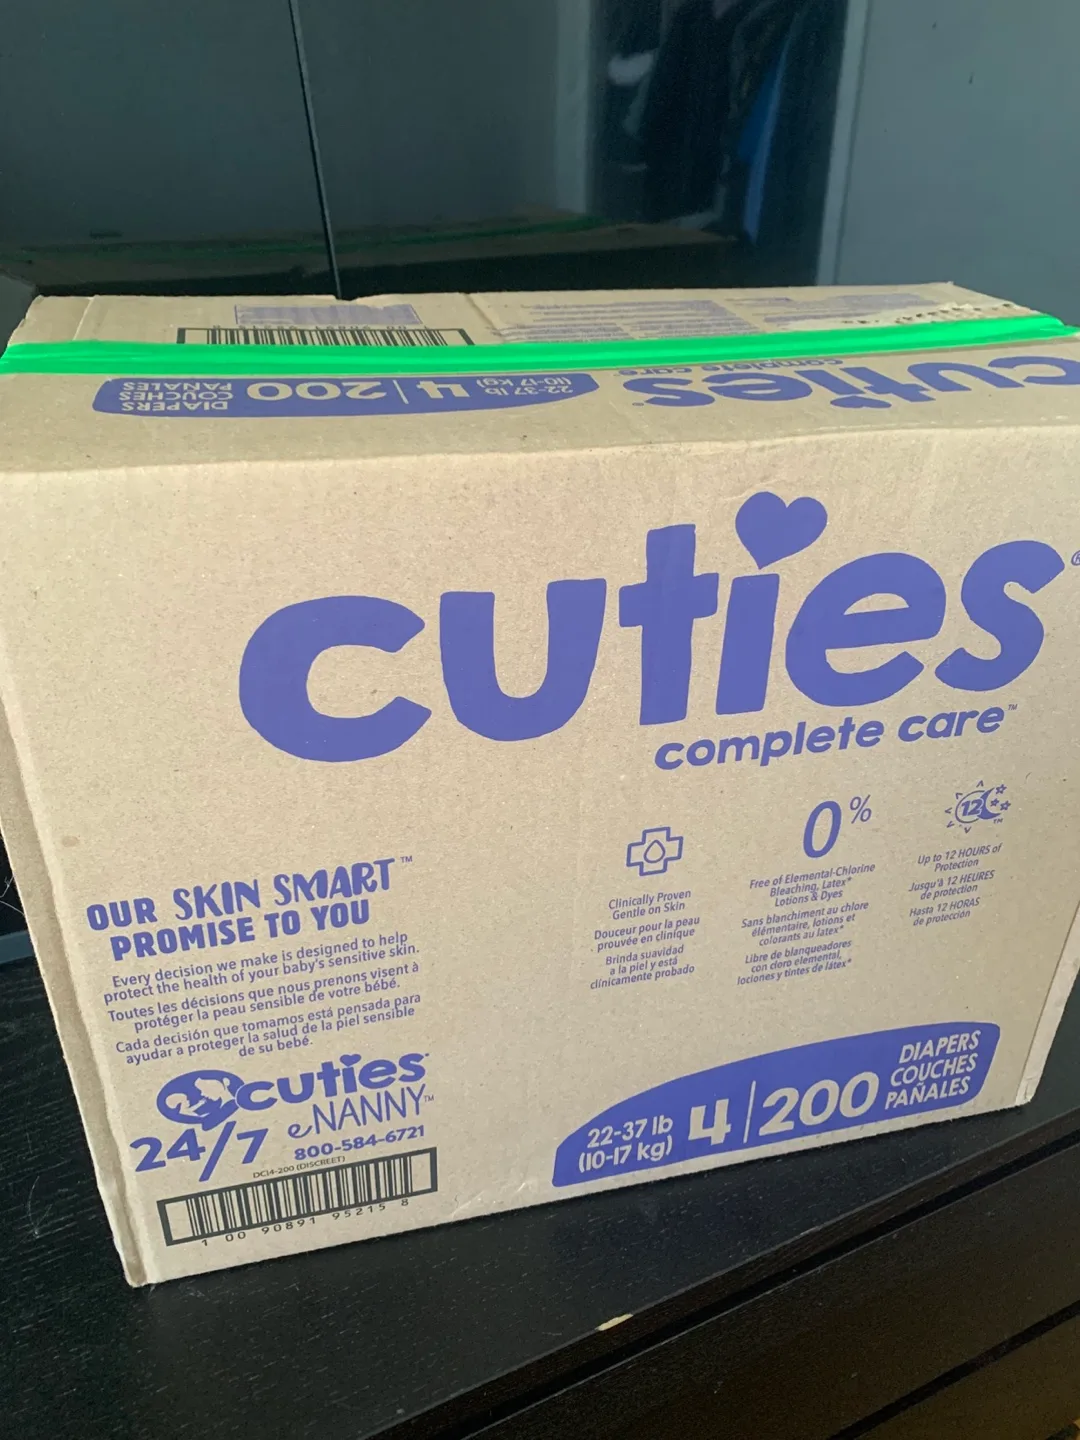 DIAPERS
COUCHES
PAÑALES
200
4
22-37 lb
(10-17 kg)
cuties
complete care
cuties®
complete care™
OUR SKIN SMART™
PROMISE TO YOU
Every decision we make is designed to help
protect the health of your baby's sensitive skin.
Toutes les décisions que nous prenons visent à
protéger la peau sensible de votre bébé.
Cada decisión que tomamos está pensada para
ayudar a proteger la salud de la piel sensible
de su bebé.
cuties
eNANNY™
24/7
800-584-6721
DCI4-200 (DISCREET)
1 00 90891 95215 8
Clinically Proven
Gentle on Skin
Douceur pour la peau
prouvée en clinique
Brinda suavidad
a la piel y está
clínicamente probado
0%
Free of Elemental-Chlorine
Bleaching, Latex*
Lotions & Dyes
Sans blanchiment au chlore
élémentaire, lotions et
colorants au latex*
Libre de blanqueadores
con cloro elemental,
lociones y tintes de látex*
12™
Up to 12 HOURS of
Protection
Jusqu'à 12 HEURES
de protection
Hasta 12 HORAS
de protección
22-37 lb
(10-17 kg)
4
200
DIAPERS
COUCHES
PAÑALES